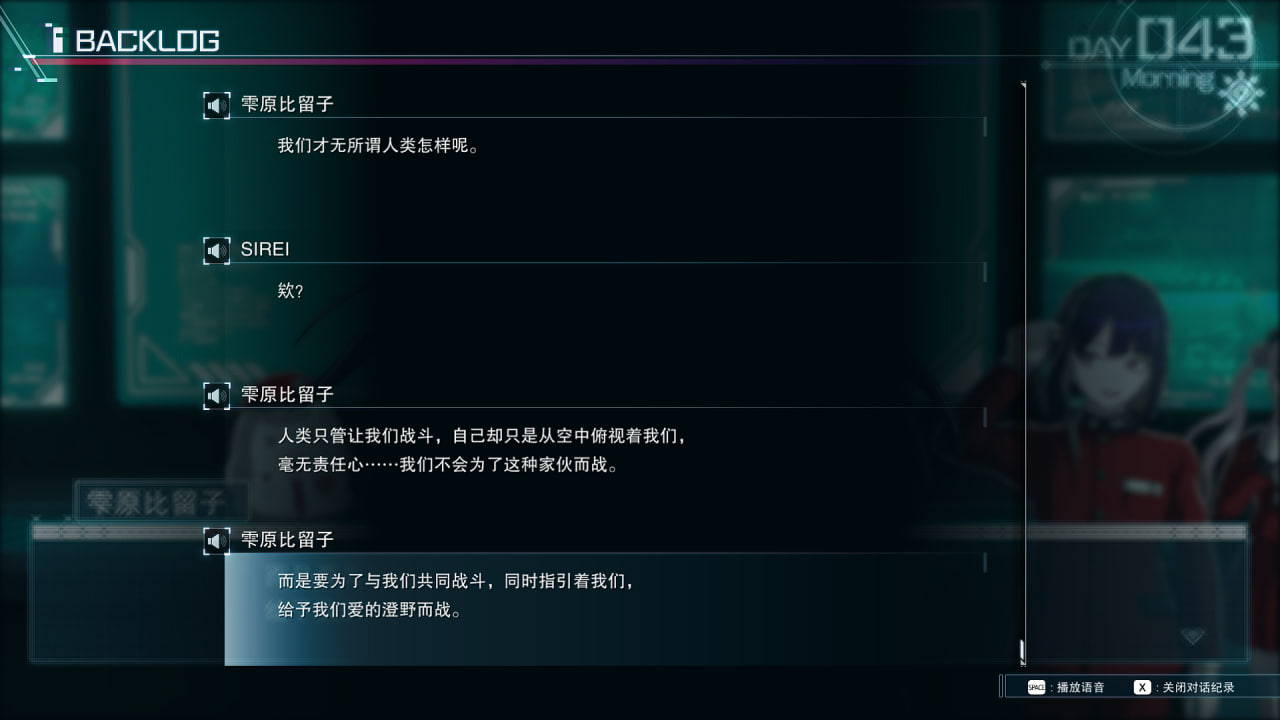 BACKLOG
DAY 043
Morning
雫原比留子
我们才无所谓人类怎样呢。
SIREI
欸?
雫原比留子
人类只管让我们战斗，自己却只是从空中俯视着我们，
毫无责任心……我们不会为了这种家伙而战。
雫原比留子
雫原比留子
而是要为了与我们共同战斗，同时指引着我们，
给予我们爱的澄野而战。
SPACE : 播放语音
X : 关闭对话纪录